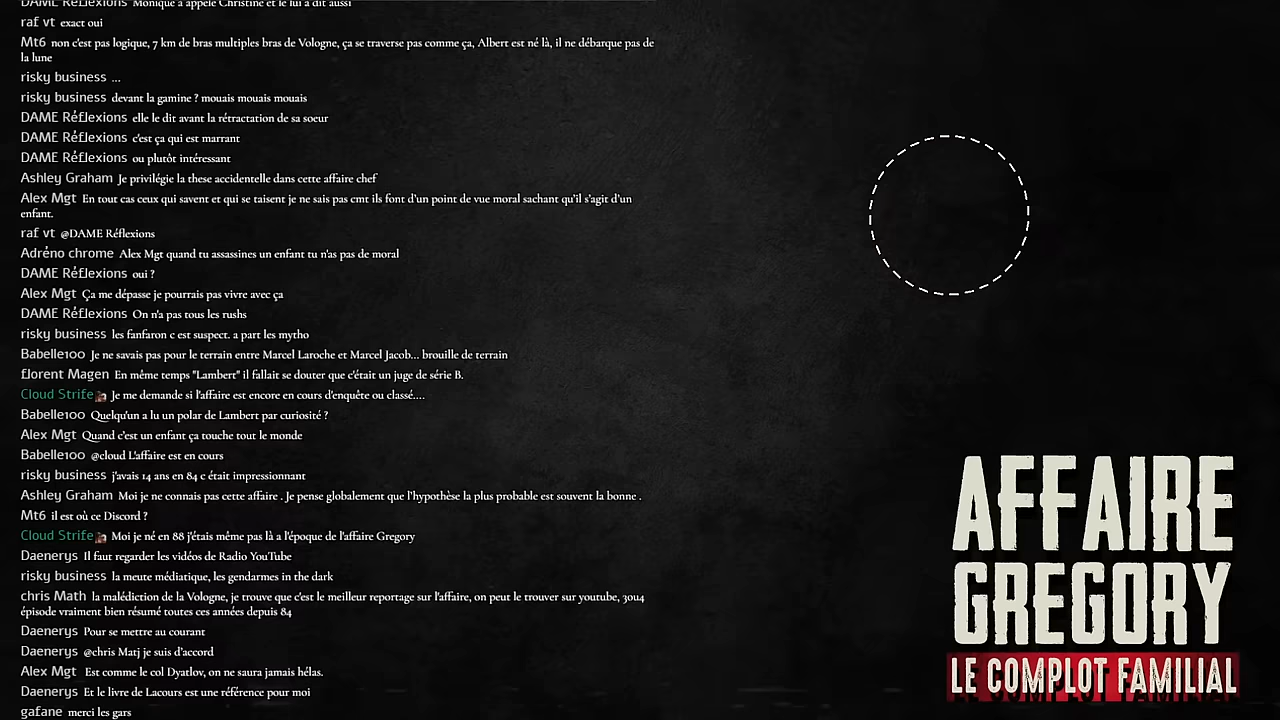 DAME Réflexions Monique a appelé Christine et le lui a dit aussi
raf vt exact oui
Mt6 non c'est pas logique, 7 km de bras multiples bras de Vologne, ça se traverse pas comme ça, Albert est né là, il ne débarque pas de
la lune
risky business ...
risky business devant la gamine ? mouais mouais mouais
DAME Réflexions elle le dit avant la rétractation de sa soeur
DAME Réflexions c'est ça qui est marrant
DAME Réflexions ou plutôt intéressant
Ashley Graham Je privilégie la these accidentelle dans cette affaire chef
Alex Mgt En tout cas ceux qui savent et qui se taisent je ne sais pas cmt ils font d'un point de vue moral sachant qu'il s'agit d'un
enfant.
raf vt @DAME Réflexions
Adréno chrome Alex Mgt quand tu assassines un enfant tu n'as pas de moral
DAME Réflexions oui ?
Alex Mgt Ça me dépasse je pourrais pas vivre avec ça
DAME Réflexions On n'a pas tous les rushs
risky business les fanfaron c est suspect. a part les mytho
Babelle100 Je ne savais pas pour le terrain entre Marcel Laroche et Marcel Jacob... brouille de terrain
florent Magen En même temps "Lambert" il fallait se douter que c'était un juge de série B.
Cloud Strife Je me demande si l'affaire est encore en cours d'enquête ou classé....
Babelle100 Quelqu'un a lu un polar de Lambert par curiosité ?
Alex Mgt Quand c'est un enfant ça touche tout le monde
Babelle100 @cloud L'affaire est en cours
risky business j'avais 14 ans en 84 c était impressionnant
Ashley Graham Moi je ne connais pas cette affaire . Je pense globalement que l'hypothèse la plus probable est souvent la bonne .
Mt6 il est où ce Discord ?
Cloud Strife Moi je né en 88 j'étais même pas là a l'époque de l'affaire Gregory
Daenerys Il faut regarder les vidéos de Radio YouTube
risky business la meute médiatique, les gendarmes in the dark
chris Math la malédiction de la Vologne, je trouve que c'est le meilleur reportage sur l'affaire, on peut le trouver sur youtube, 3ou4
épisode vraiment bien résumé toutes ces années depuis 84
Daenerys Pour se mettre au courant
Daenerys @chris Matj je suis d'accord
Alex Mgt Est comme le col Dyatlov, on ne saura jamais hélas.
Daenerys Et le livre de Lacours est une référence pour moi
gafane merci les gars
AFFAIRE
GREGORY
LE COMPLOT FAMILIAL